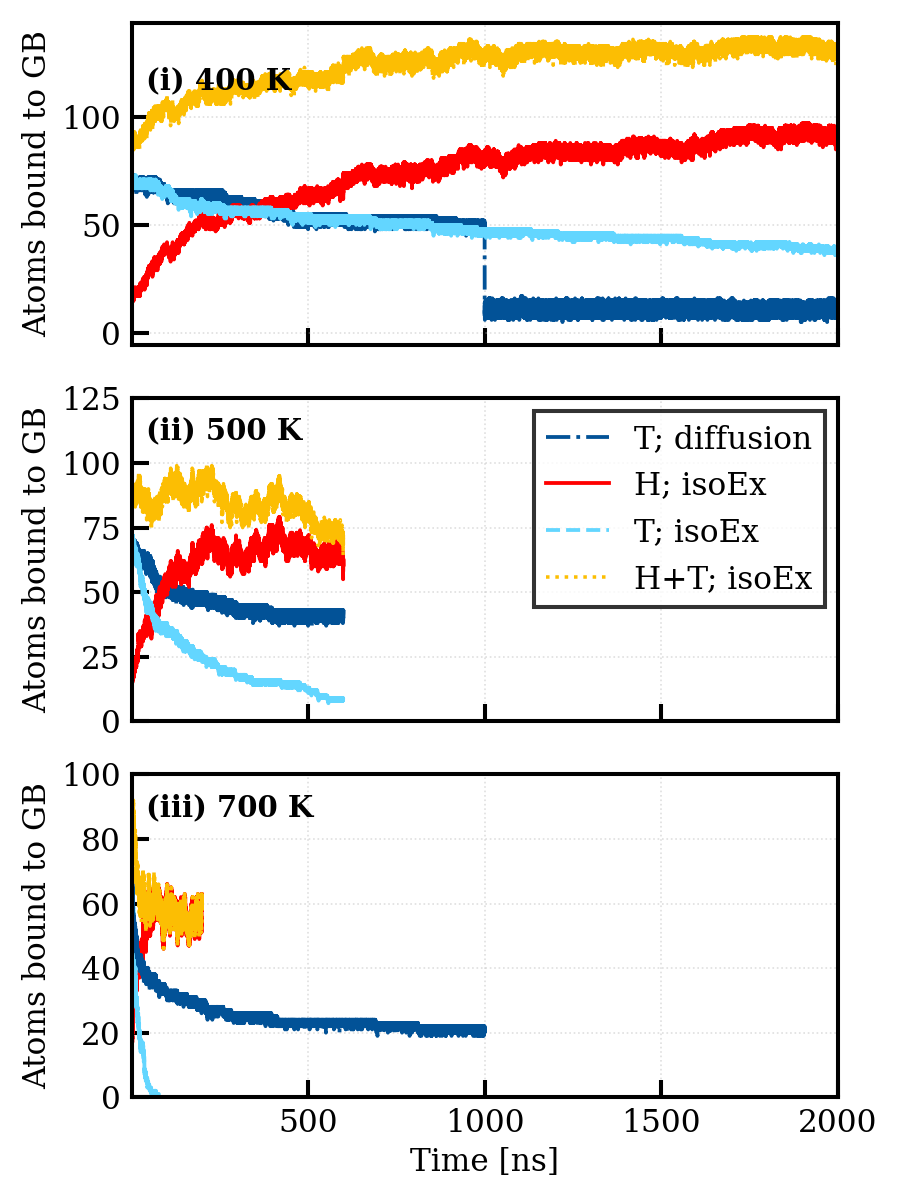 Atoms bound to GB
(i) 400 K
100
50
0
Atoms bound to GB
(ii) 500 K
125
100
75
50
25
0
T; diffusion
H; isoEx
T; isoEx
H+T; isoEx
Atoms bound to GB
(iii) 700 K
100
80
60
40
20
0
500 1000 1500 2000
Time [ns]